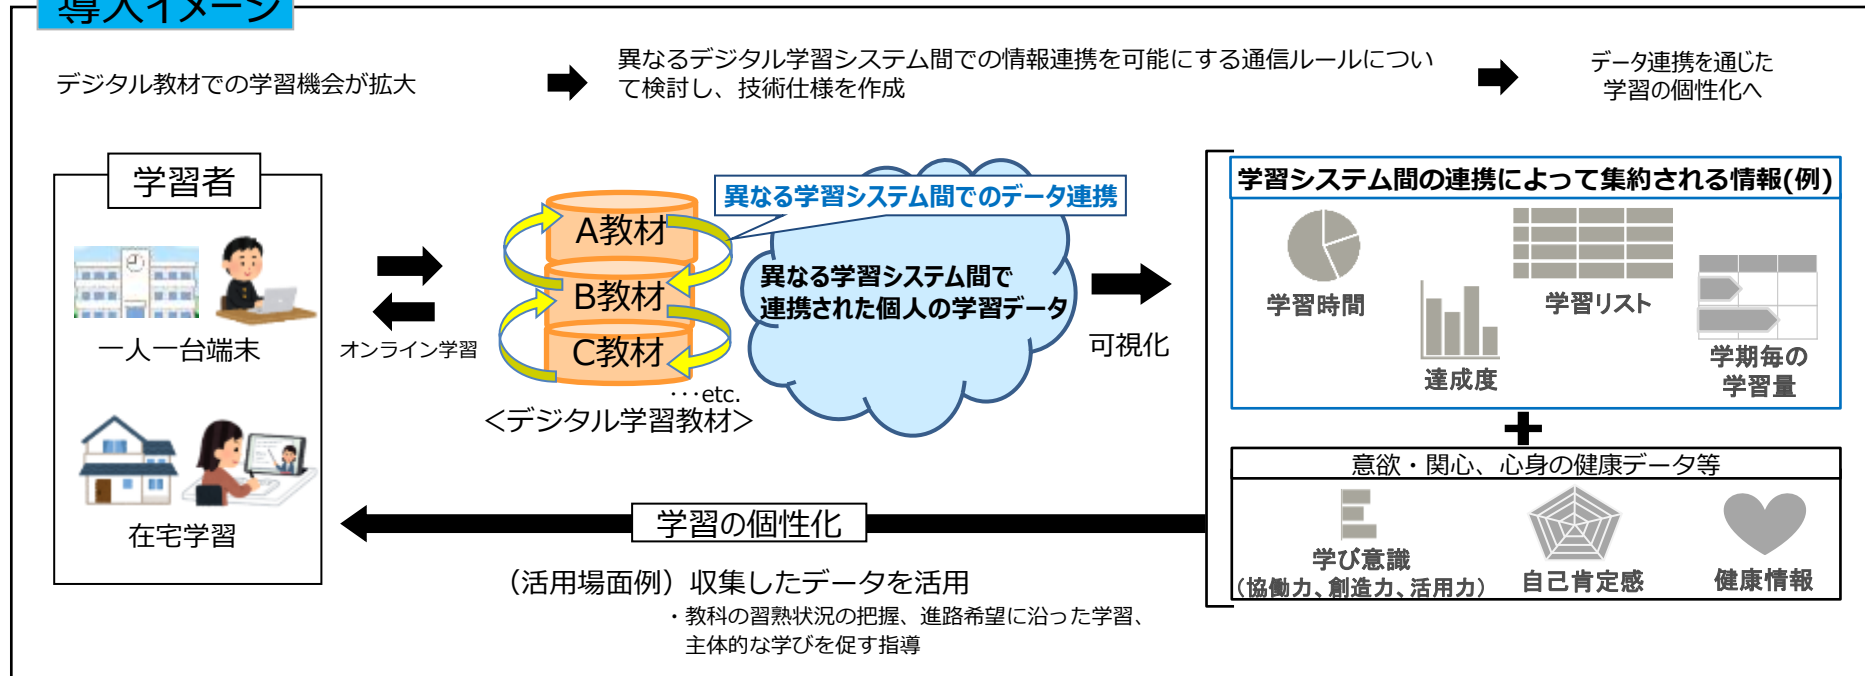 導入イメージ
デジタル教材での学習機会が拡大
異なるデジタル学習システム間での情報連携を可能にする通信ルールについ
て検討し、技術仕様を作成
データ連携を通じた
学習の個性化へ
学習者
一人一台端末
在宅学習
オンライン学習
A教材
B教材
C教材
･･･etc.
＜デジタル学習教材＞
異なる学習システム間でのデータ連携
異なる学習システム間で
連携された個人の学習データ
可視化
学習システム間の連携によって集約される情報(例)
学習時間
達成度
学習リスト
学期毎の
学習量
意欲・関心、心身の健康データ等
学び意識
（協働力、創造力、活用力）
自己肯定感
健康情報
学習の個性化
（活用場面例）収集したデータを活用
・教科の習熟状況の把握、進路希望に沿った学習、
主体的な学びを促す指導